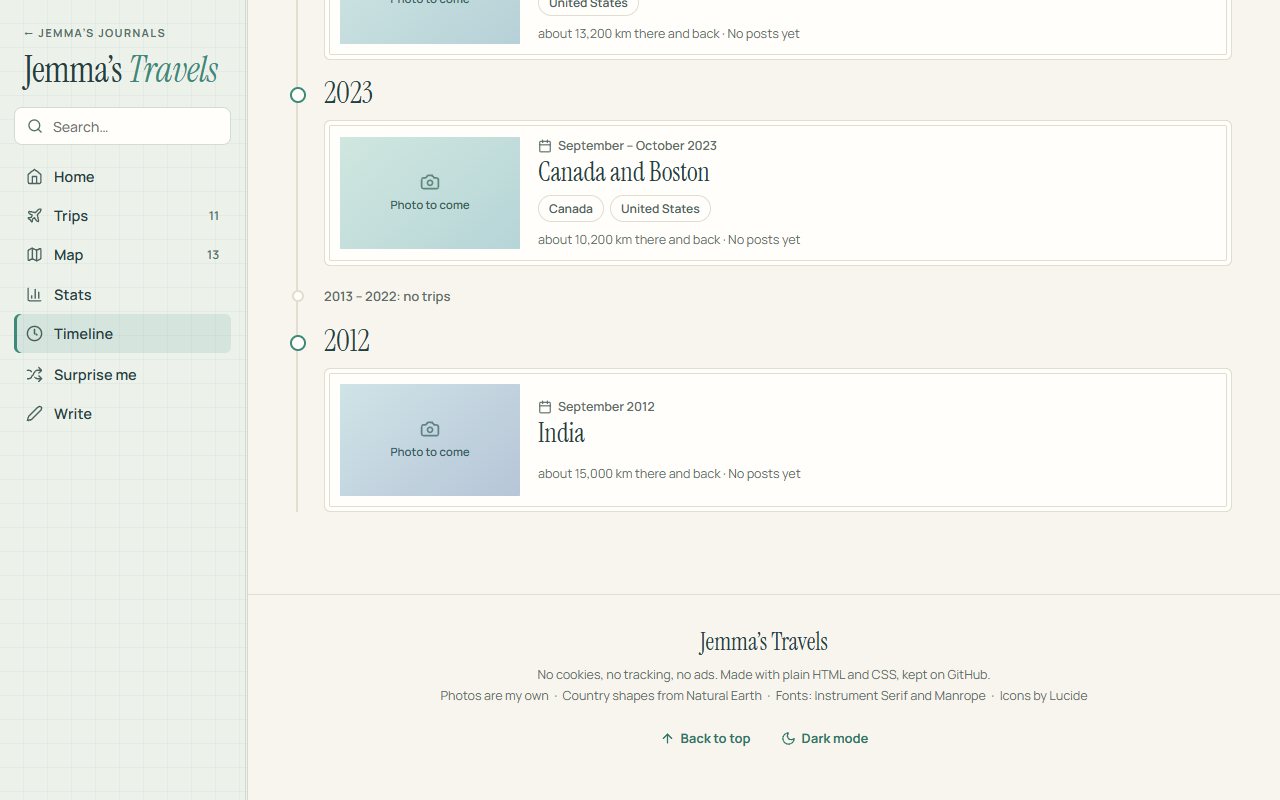 ← JEMMA'S JOURNALS
Jemma's Travels
Search…
Home
Trips 11
Map 13
Stats
Timeline
Surprise me
Write
United States
about 13,200 km there and back · No posts yet
2023
Photo to come
September – October 2023
Canada and Boston
Canada United States
about 10,200 km there and back · No posts yet
2013 – 2022: no trips
2012
Photo to come
September 2012
India
about 15,000 km there and back · No posts yet
Jemma's Travels
No cookies, no tracking, no ads. Made with plain HTML and CSS, kept on GitHub.
Photos are my own · Country shapes from Natural Earth · Fonts: Instrument Serif and Manrope · Icons by Lucide
Back to top Dark mode